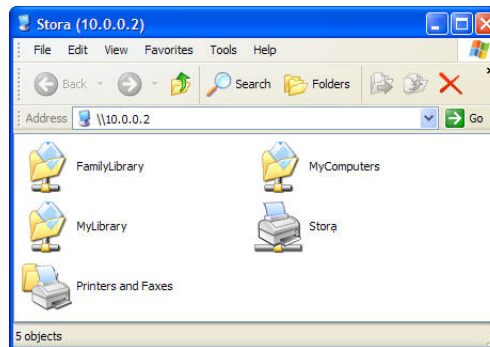 Stora (10.0.0.2)
File Edit View Favorites Tools Help
Back Search Folders »
Address \\10.0.0.2 Go
FamilyLibrary MyComputers
MyLibrary Stora
Printers and Faxes
5 objects